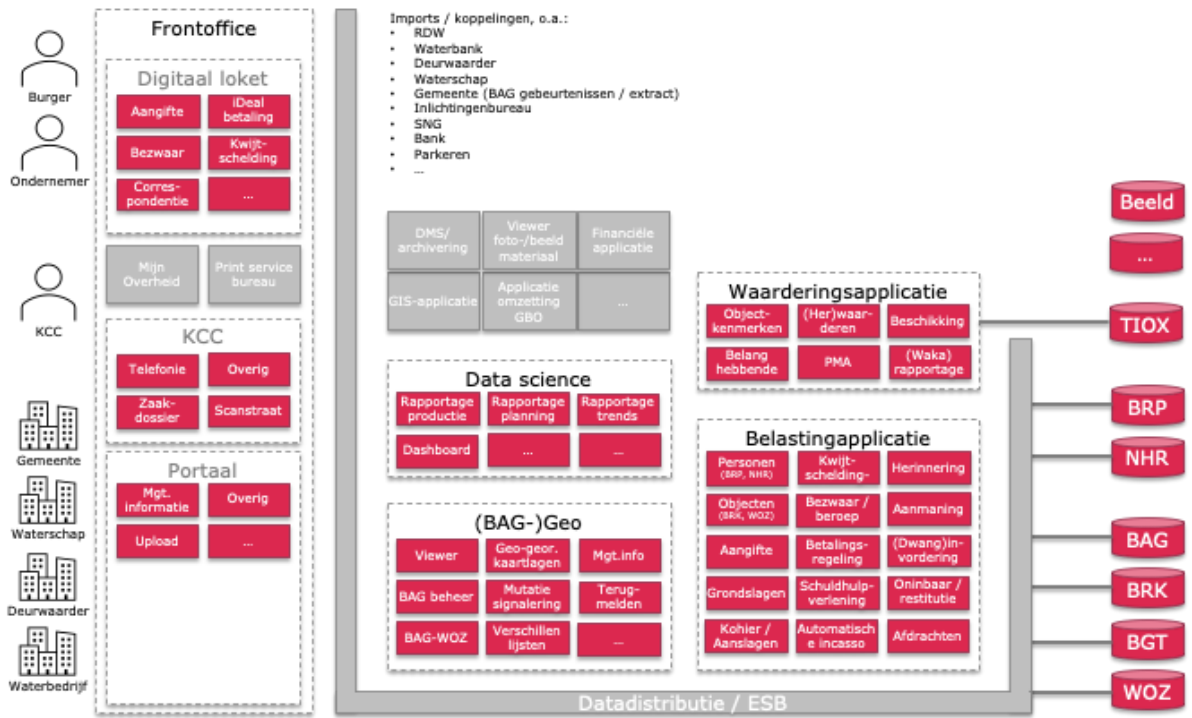 Burger
Ondernemer
KCC
Gemeente
Waterschap
Deurwaarder
Waterbedrijf
Frontoffice
Digitaal loket
Aangifte
iDeal
betaling
Bezwaar
Kwijt-
schelding
Corres-
pondentie
...
Mijn
Overheid
Print service
bureau
KCC
Telefonie
Overig
Zaak-
dossier
Scanstraat
Portaal
Mgt.
informatie
Overig
Upload
...
Imports / koppelingen, o.a.:
• RDW
• Waterbank
• Deurwaarder
• Waterschap
• Gemeente (BAG gebeurtenissen / extract)
• Inlichtingenbureau
• SNG
• Bank
• Parkeren
• ...
DMS/
archivering
Viewer
foto-/beeld
materiaal
Financiële
applicatie
GIS-applicatie
Applicatie
omzetting
GBO
...
Data science
Rapportage
productie
Rapportage
planning
Rapportage
trends
Dashboard
...
...
(BAG-)Geo
Viewer
Geo-geor.
kaartlagen
Mgt.info
BAG beheer
Mutatie
signalering
Terug-
melden
BAG-WOZ
Verschillen
lijsten
...
Waarderingsapplicatie
Object-
kenmerken
(Her)waar-
deren
Beschikking
Belang
hebbende
PMA
(Waka)
rapportage
Belastingapplicatie
Personen
(BRP, NHR)
Kwijt-
schelding-
Herinnering
Objecten
(BRK, WOZ)
Bezwaar /
beroep
Aanmaning
Aangifte
Betalings-
regeling
(Dwang)in-
vordering
Grondslagen
Schuldhulp-
verlening
Oninbaar /
restitutie
Kohier /
Aanslagen
Automatisch
e incasso
Afdrachten
Datadistributie / ESB
Beeld
...
TIOX
BRP
NHR
BAG
BRK
BGT
WOZ